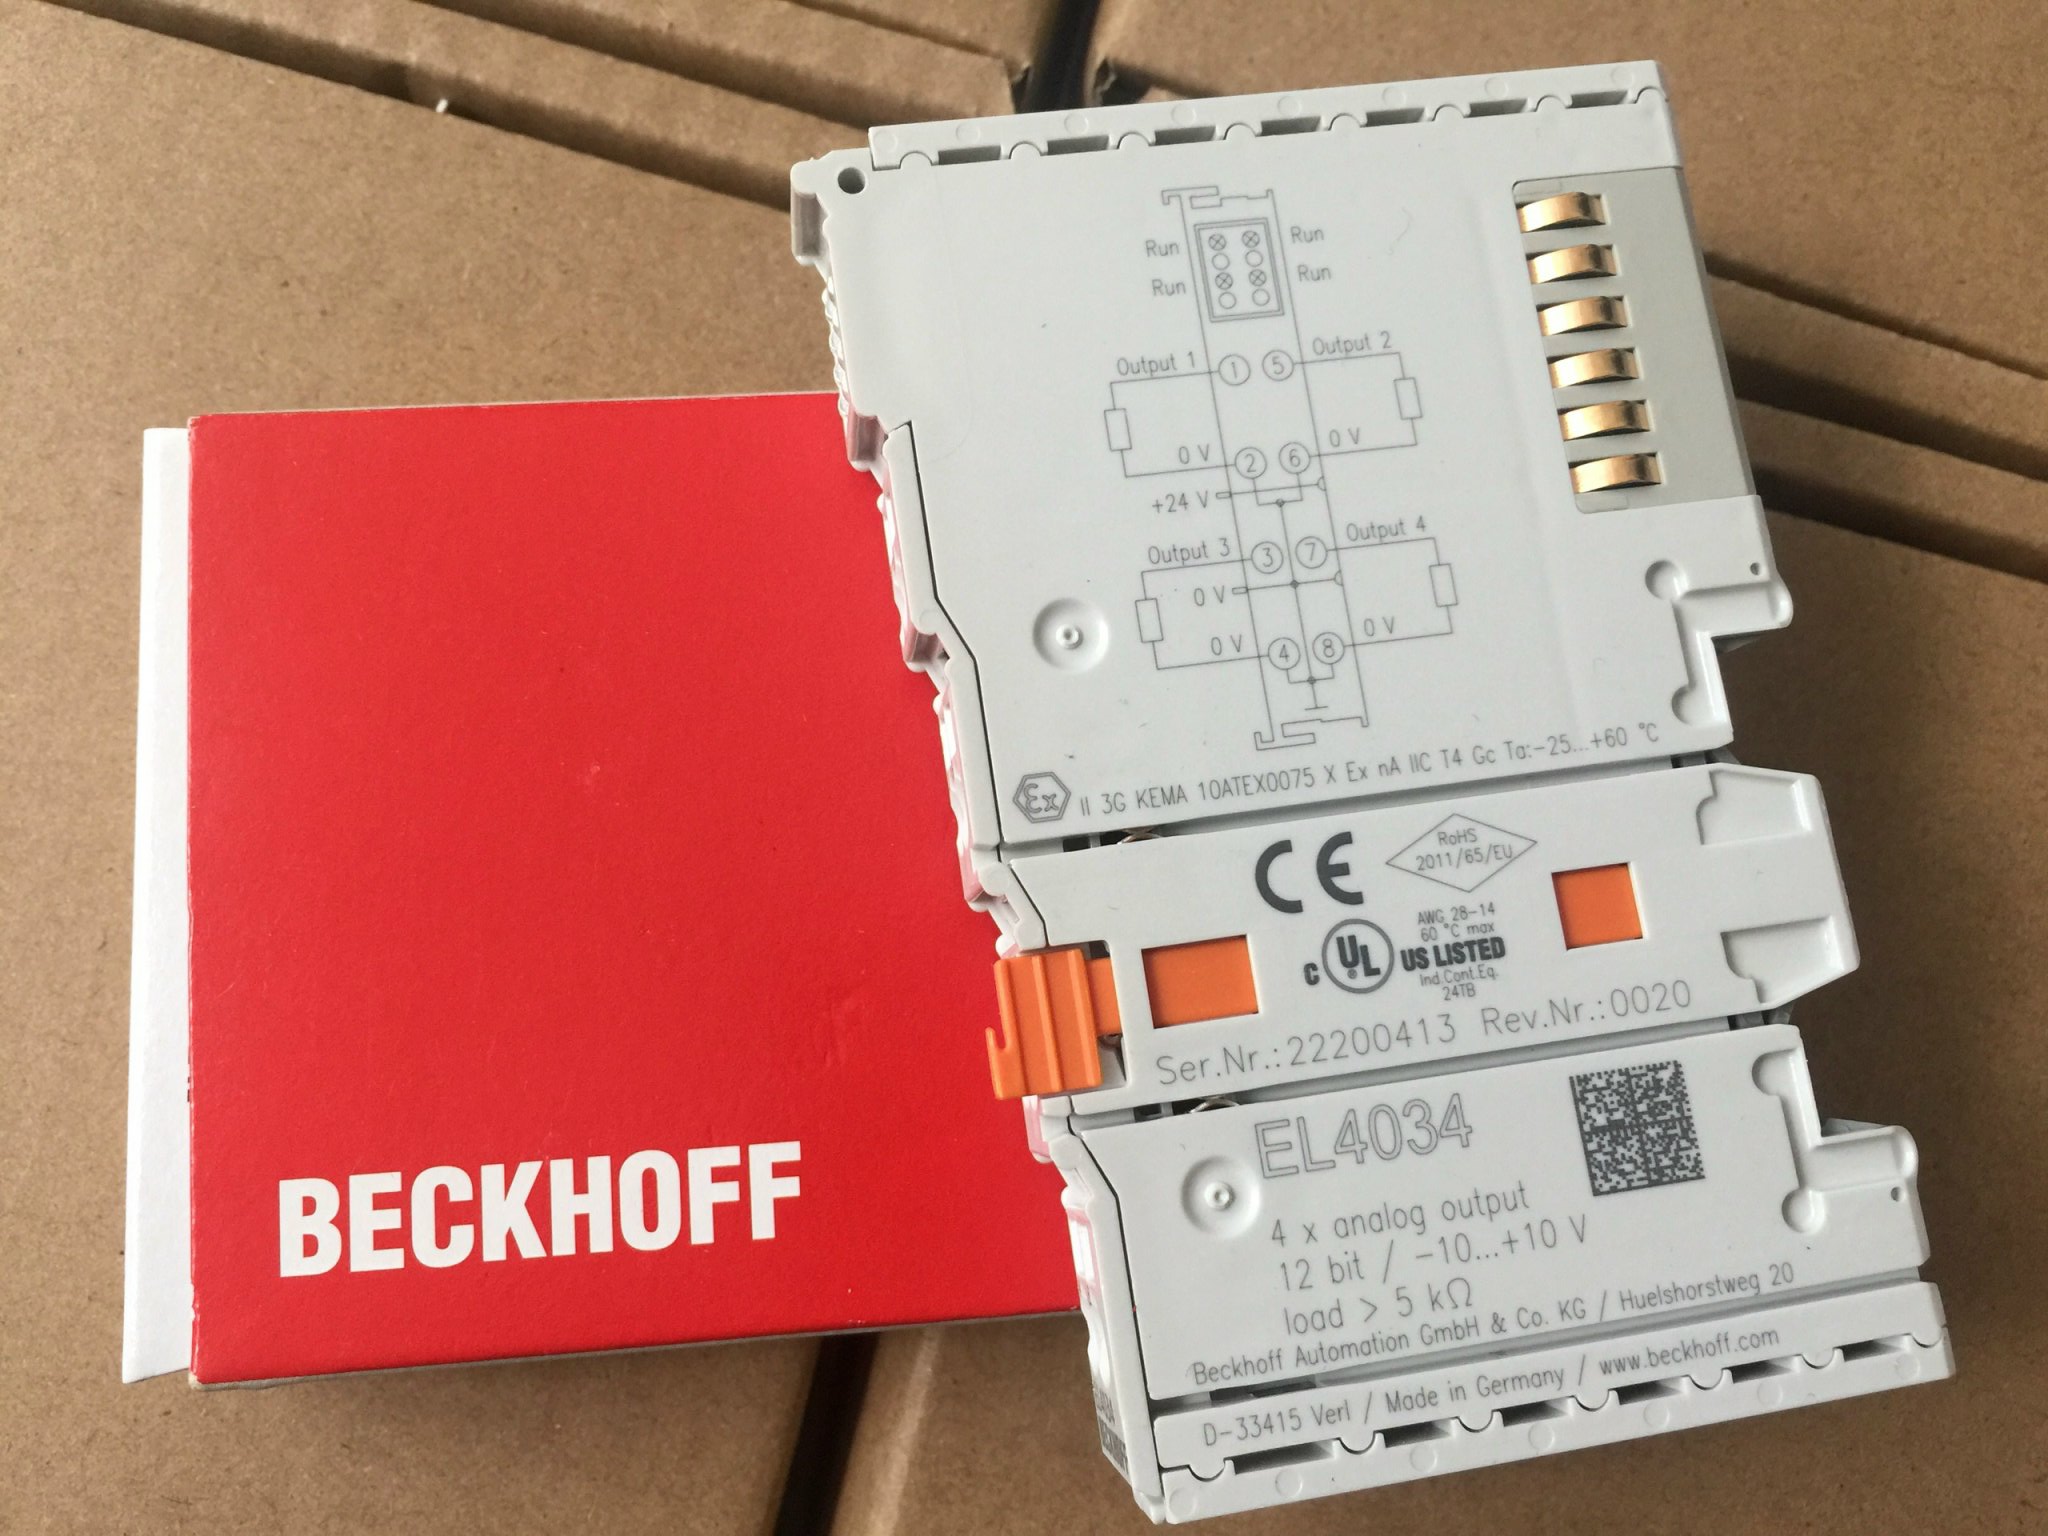 BECKHOFF
Run Run
Run Run
Output 1 1 5 Output 2
0 V 2 6 0 V
+24 V
Output 3 3 7 Output 4
0 V
0 V 4 8 0 V
Ex II 3G KEMA 10ATEX0075 X Ex nA IIC T4 Gc Ta:-25...+60 °C
CE
RoHS
2011/65/EU
AWG 28-14
60 °C max
c UL ® US LISTED
Ind.Cont.Eq.
24TB
Ser.Nr.:22200413 Rev.Nr.:0020
EL4034
4 x analog output
12 bit / -10...+10 V
load > 5 kΩ
Beckhoff Automation GmbH & Co. KG / Huelshorstweg 20
D-33415 Verl / Made in Germany / www.beckhoff.com